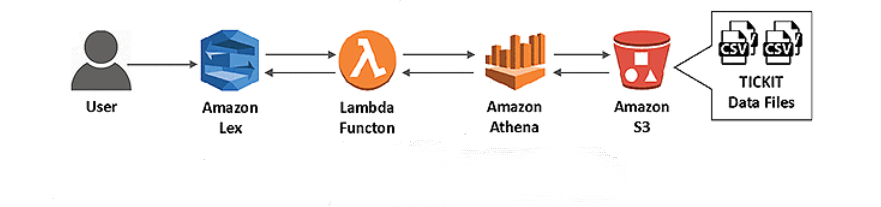 CSV CSV
TICKIT
Data Files
User
Amazon
Lex
Lambda
Functon
Amazon
Athena
Amazon
S3